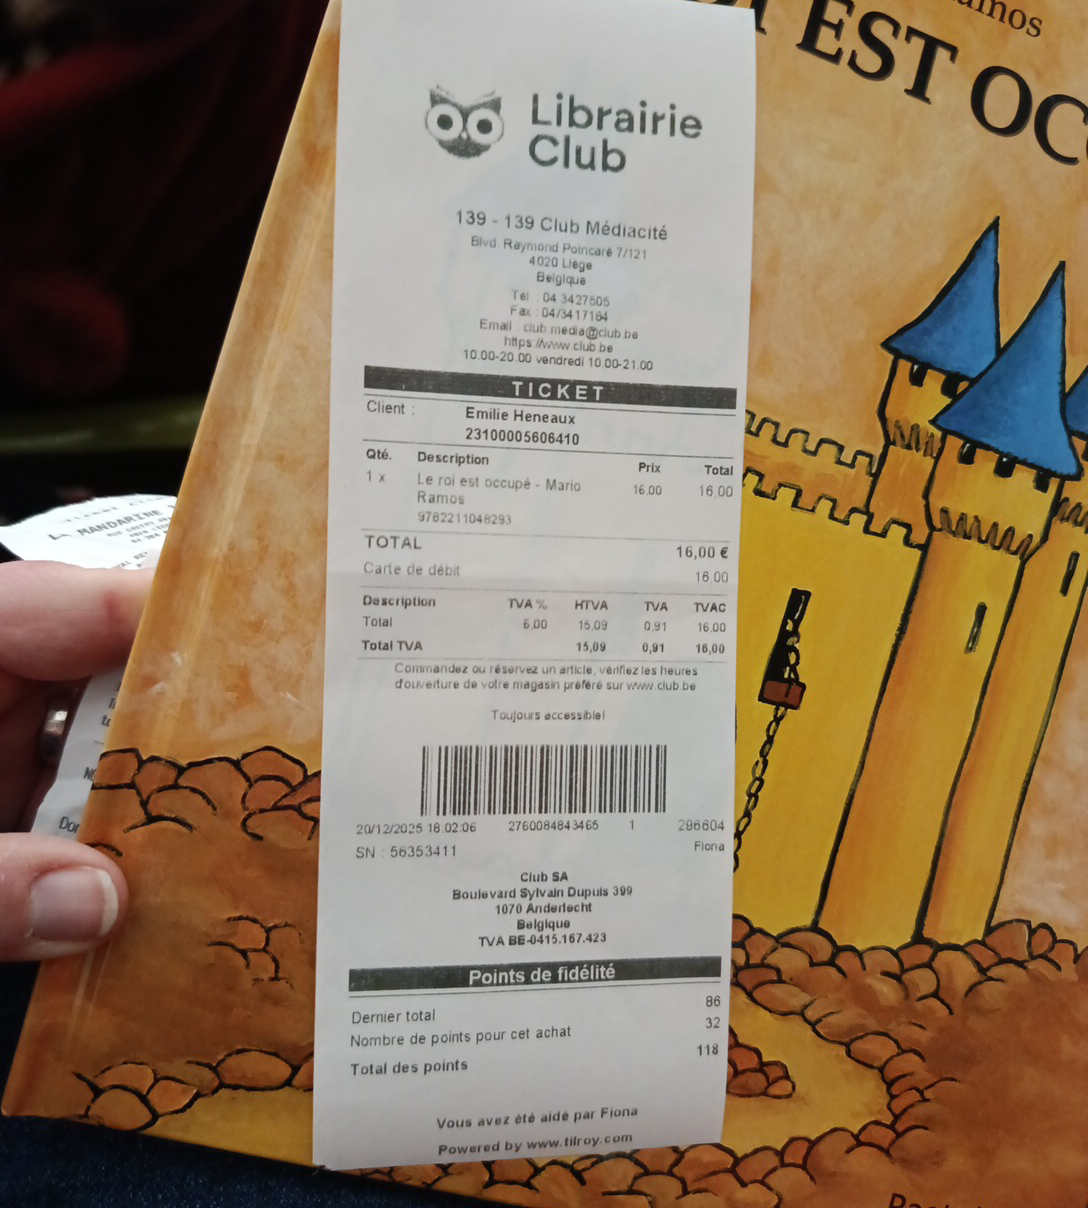 EST OC
Librairie
Club
139 - 139 Club Médiacité
Blvd. Raymond Poincaré 7/121
4020 Liège
Belgique
Tel : 04 3427605
Fax : 04/3417164
Email : club.media@club.be
https://www.club.be
10.00-20.00 vendredi 10.00-21.00
TICKET
Client : Emilie Heneaux
23100005606410
Qté. Description Prix Total
1 x Le roi est occupé - Mario 16,00 16,00
Ramos
9782211048293
TOTAL 16,00 €
Carte de débit 16,00
Description TVA % HTVA TVA TVAC
Total 6,00 15,09 0,91 16,00
Total TVA 15,09 0,91 16,00
Commandez ou réservez un article, vérifiez les heures
d'ouverture de votre magasin préféré sur www.club.be
Toujours accessible!
20/12/2025 18:02:06 2760084843465 1 296604
SN : 56353411 Fiona
Club SA
Boulevard Sylvain Dupuis 399
1070 Anderlecht
Belgique
TVA BE-0415.167.423
Points de fidélité
Dernier total 86
Nombre de points pour cet achat 32
Total des points 118
Vous avez été aidé par Fiona
Powered by www.tilroy.com
LA MANDARINE